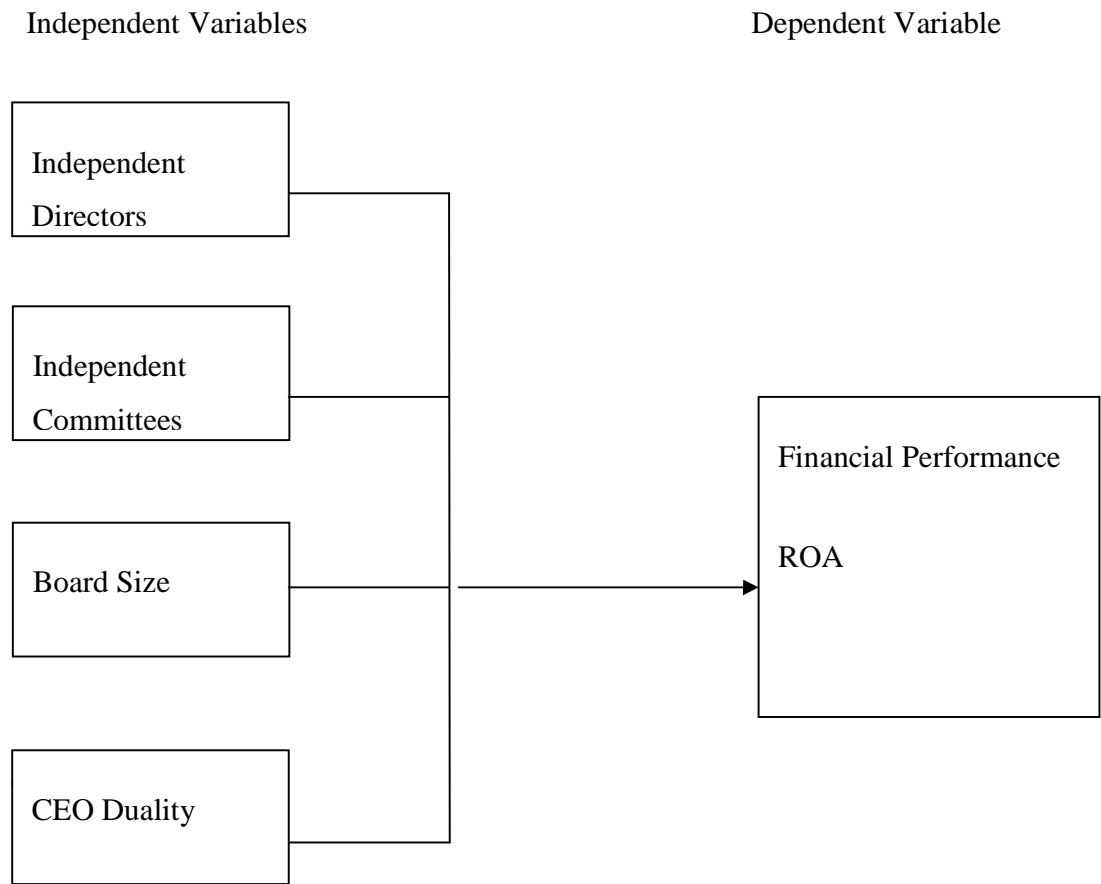 Independent Variables
Dependent Variable
Independent
Directors
Independent
Committees
Board Size
CEO Duality
Financial Performance
ROA